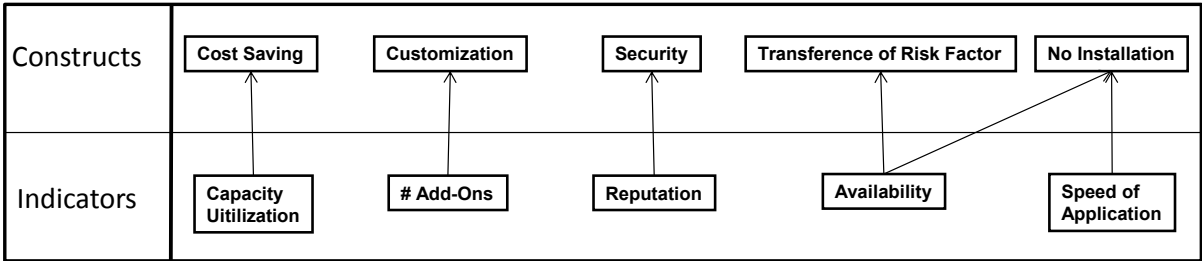 Constructs
Cost Saving
Customization
Security
Transference of Risk Factor
No Installation
Indicators
Capacity
Uitilization
# Add-Ons
Reputation
Availability
Speed of
Application